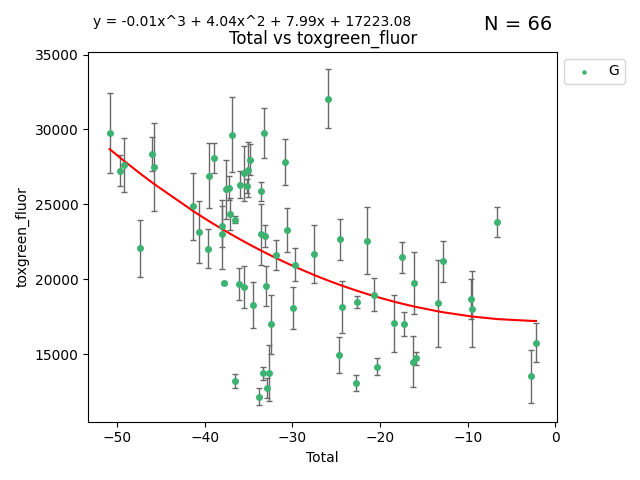 y = -0.01x^3 + 4.04x^2 + 7.99x + 17223.08
N = 66
Total vs toxgreen_fluor
G
35000
30000
25000
20000
15000
toxgreen_fluor
−50 −40 −30 −20 −10 0
Total